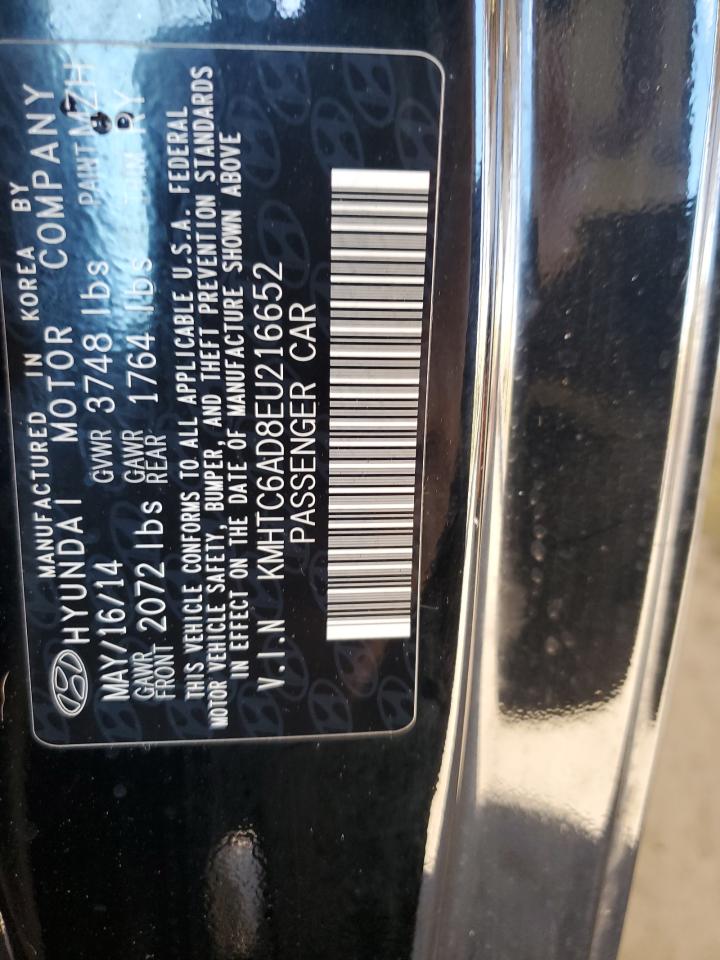 MANUFACTURED IN KOREA BY
HYUNDAI MOTOR COMPANY
MAY/16/14 GVWR 3748 lbs PAINT MZH
GAWR FRONT 2072 lbs GAWR REAR 1764 lbs TRIM RY
THIS VEHICLE CONFORMS TO ALL APPLICABLE U.S.A. FEDERAL
MOTOR VEHICLE SAFETY, BUMPER, AND THEFT PREVENTION STANDARDS
IN EFFECT ON THE DATE OF MANUFACTURE SHOWN ABOVE
V.I.N KMHTC6AD8EU216652
PASSENGER CAR